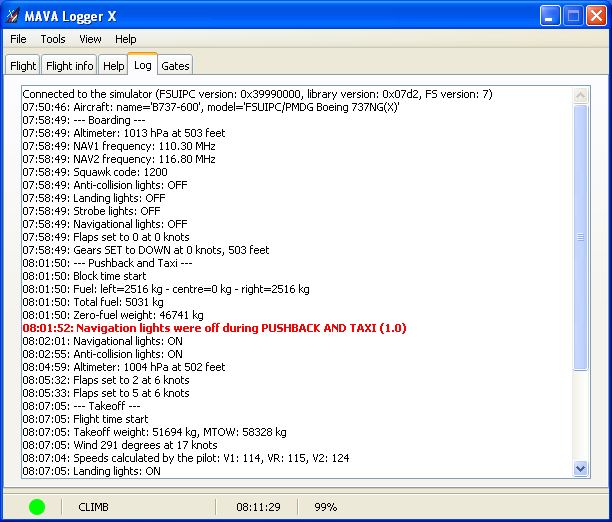 MAVA Logger X
File Tools View Help
Flight Flight info Help Log Gates
Connected to the simulator (FSUIPC version: 0x39990000, library version: 0x07d2, FS version: 7)
07:50:46: Aircraft: name='B737-600', model='FSUIPC/PMDG Boeing 737NG(X)'
07:58:49: --- Boarding ---
07:58:49: Altimeter: 1013 hPa at 503 feet
07:58:49: NAV1 frequency: 110.30 MHz
07:58:49: NAV2 frequency: 116.80 MHz
07:58:49: Squawk code: 1200
07:58:49: Anti-collision lights: OFF
07:58:49: Landing lights: OFF
07:58:49: Strobe lights: OFF
07:58:49: Navigational lights: OFF
07:58:49: Flaps set to 0 at 0 knots
07:58:49: Gears SET to DOWN at 0 knots, 503 feet
08:01:50: --- Pushback and Taxi ---
08:01:50: Block time start
08:01:50: Fuel: left=2516 kg - centre=0 kg - right=2516 kg
08:01:50: Total fuel: 5031 kg
08:01:50: Zero-fuel weight: 46741 kg
08:01:52: Navigation lights were off during PUSHBACK AND TAXI (1.0)
08:02:01: Navigational lights: ON
08:02:55: Anti-collision lights: ON
08:04:59: Altimeter: 1004 hPa at 502 feet
08:05:32: Flaps set to 2 at 6 knots
08:05:33: Flaps set to 5 at 6 knots
08:07:05: --- Takeoff ---
08:07:05: Flight time start
08:07:05: Takeoff weight: 51694 kg, MTOW: 58328 kg
08:07:05: Wind 291 degrees at 17 knots
08:07:04: Speeds calculated by the pilot: V1: 114, VR: 115, V2: 124
08:07:05: Landing lights: ON
CLIMB 08:11:29 99%